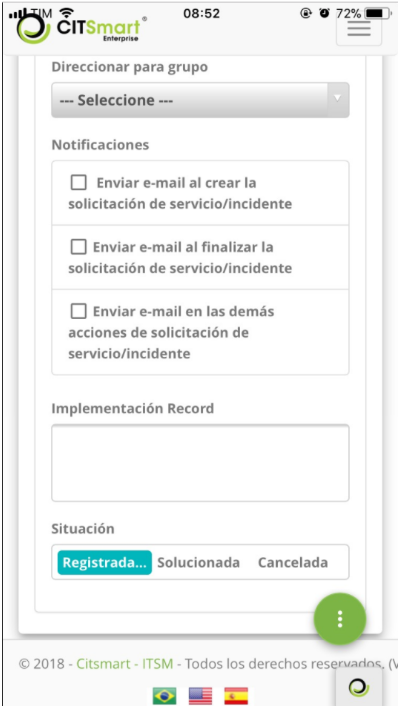 TIM 08:52 72%
CITSmart®
Enterprise
Direccionar para grupo
--- Seleccione ---
Notificaciones
Enviar e-mail al crear la
solicitación de servicio/incidente
Enviar e-mail al finalizar la
solicitación de servicio/incidente
Enviar e-mail en las demás
acciones de solicitación de
servicio/incidente
Implementación Record
Situación
Registrada... Solucionada Cancelada
© 2018 - Citsmart - ITSM - Todos los derechos reservados, (V